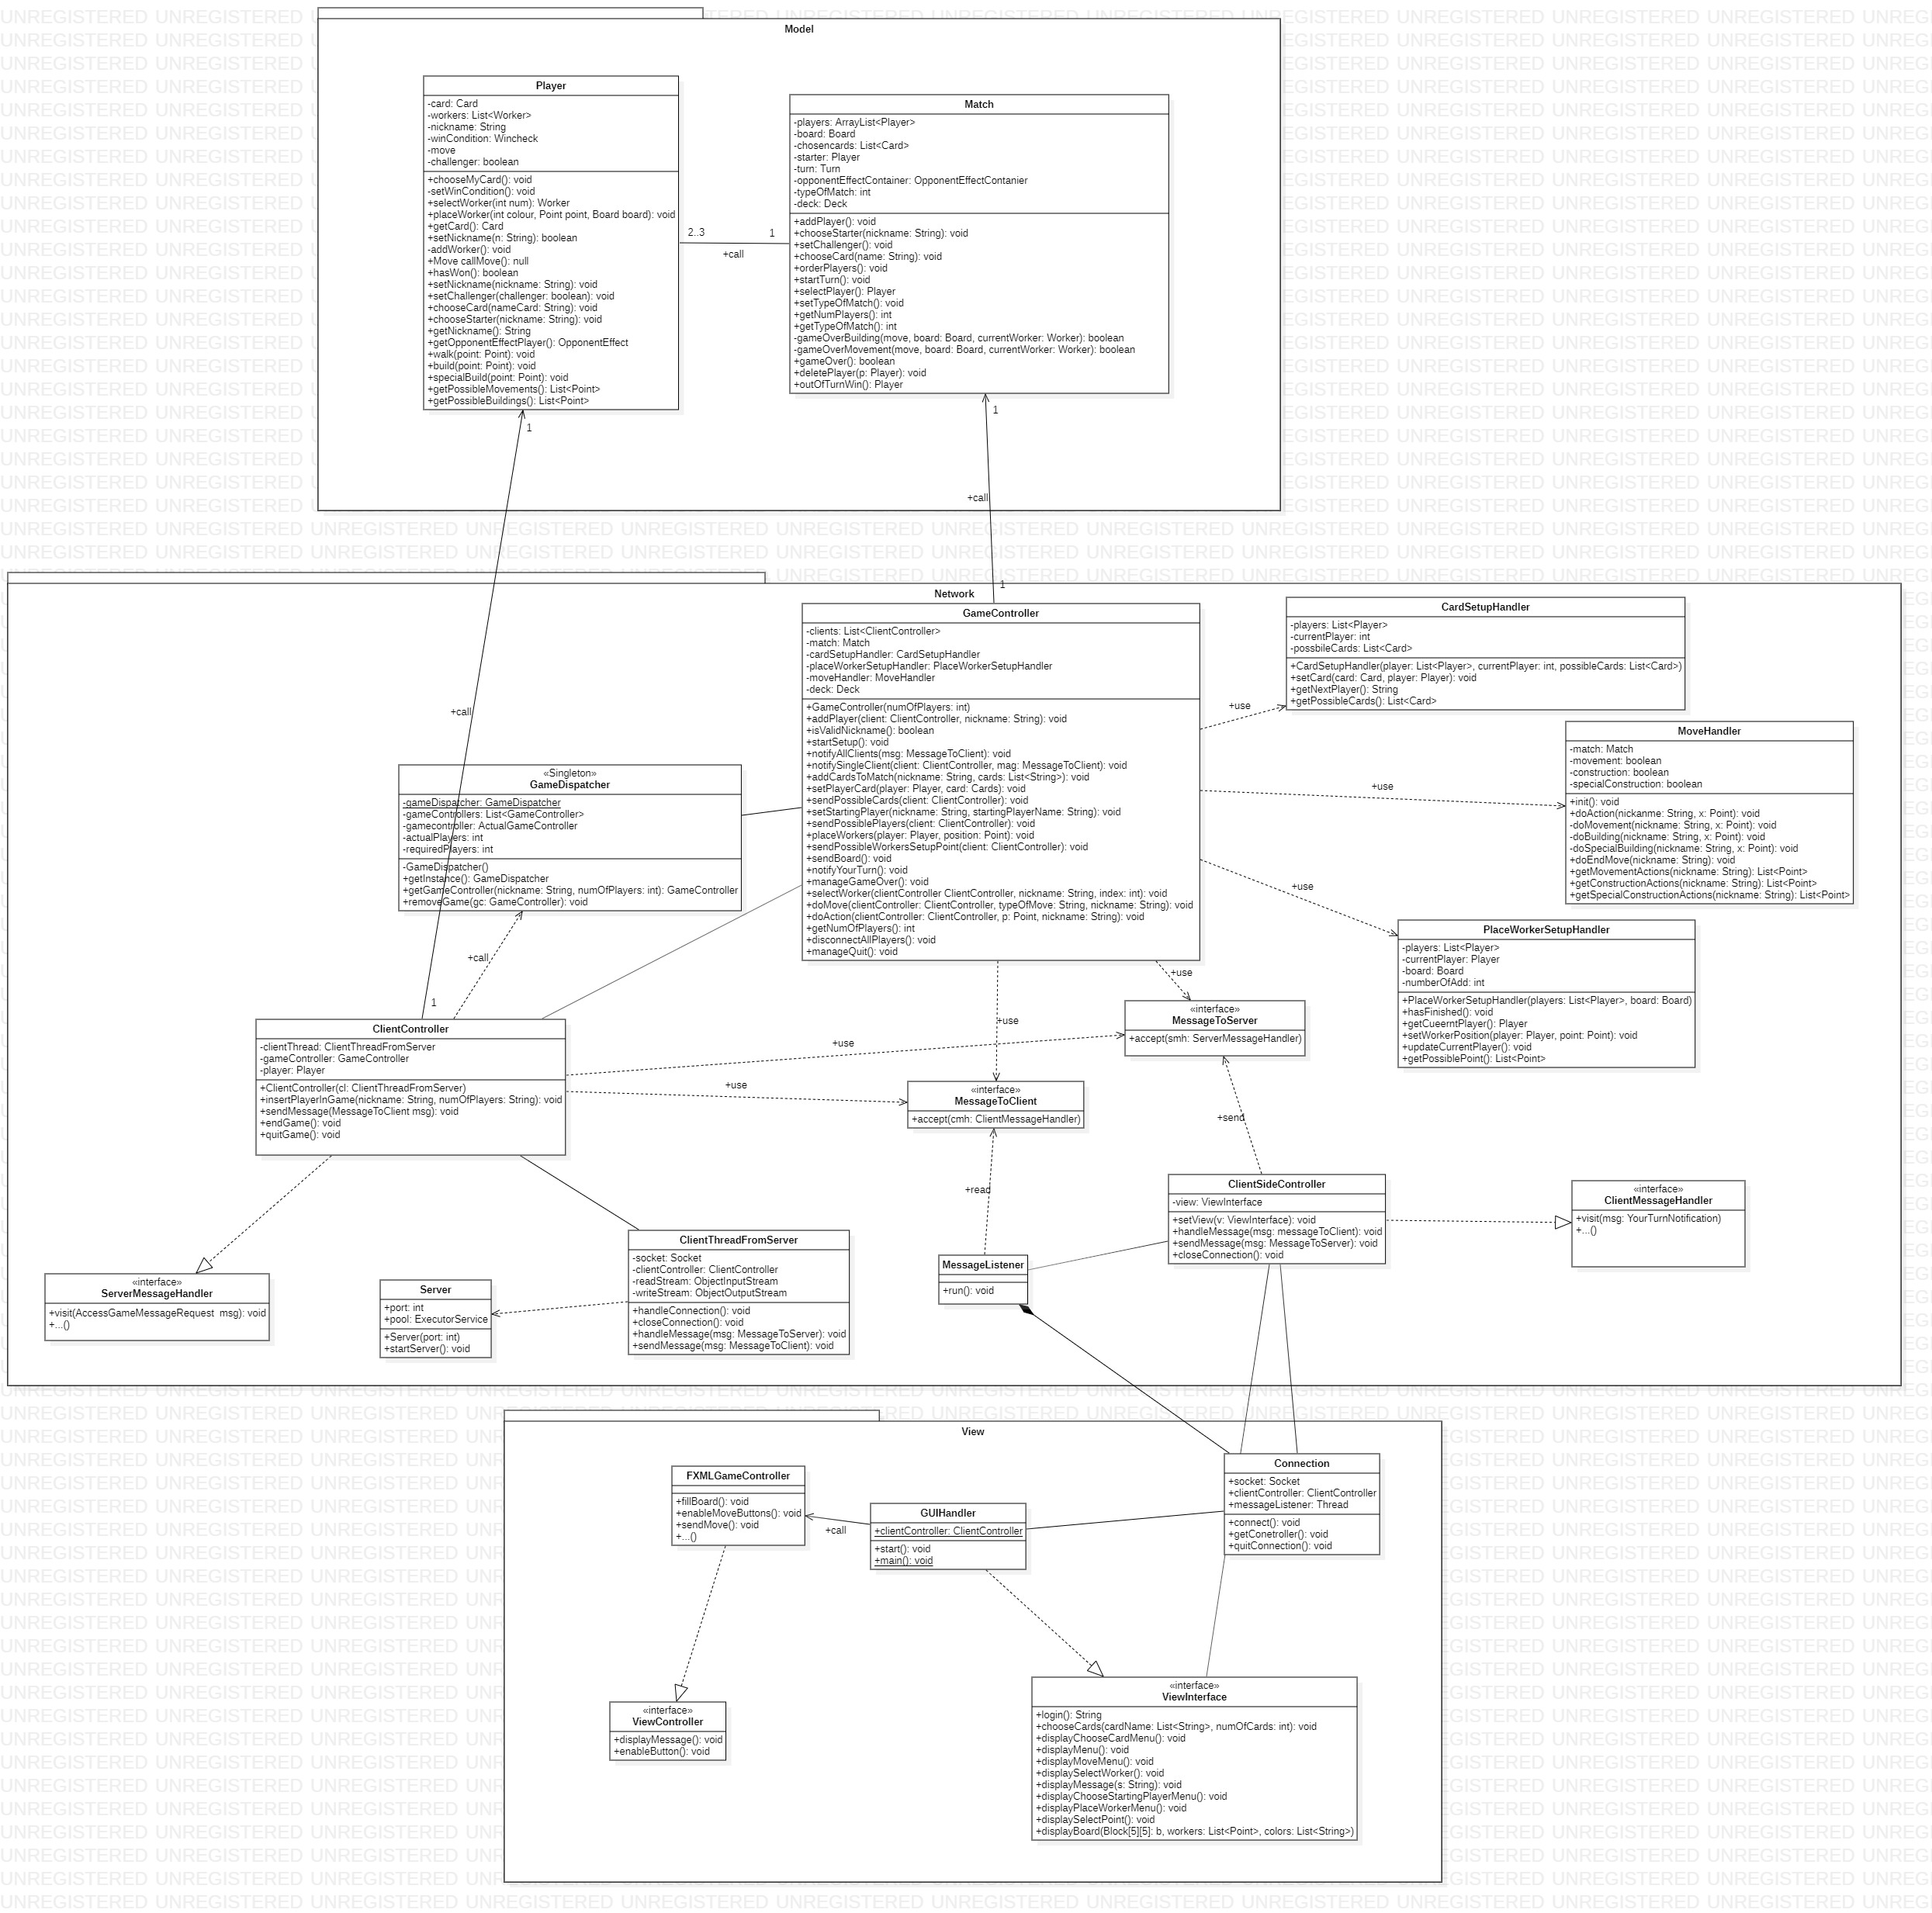 Model
Player
-card: Card
-workers: List<Worker>
-nickname: String
-winCondition: Wincheck
-move
-challenger: boolean
+chooseMyCard(): void
-setWinCondition(): void
+selectWorker(int num): Worker
+placeWorker(int colour, Point point, Board board): void
+getCard(): Card
+setNickname(n: String): boolean
-addWorker(): void
+Move callMove(): null
+hasWon(): boolean
+setNickname(nickname: String): void
+setChallenger(challenger: boolean): void
+chooseCard(nameCard: String): void
+chooseStarter(nickname: String): void
+getNickname(): String
+getOpponentEffectPlayer(): OpponentEffect
+walk(point: Point): void
+build(point: Point): void
+specialBuild(point: Point): void
+getPossibleMovements(): List<Point>
+getPossibleBuildings(): List<Point>
2..3
1
+call
Match
-players: ArrayList<Player>
-board: Board
-chosencards: List<Card>
-starter: Player
-turn: Turn
-opponentEffectContainer: OpponentEffectContanier
-typeOfMatch: int
-deck: Deck
+addPlayer(): void
+chooseStarter(nickname: String): void
+setChallenger(): void
+chooseCard(name: String): void
+orderPlayers(): void
+startTurn(): void
+selectPlayer(): Player
+setTypeOfMatch(): void
+getNumPlayers(): int
+getTypeOfMatch(): int
-gameOverBuilding(move, board: Board, currentWorker: Worker): boolean
-gameOverMovement(move, board: Board, currentWorker: Worker): boolean
+gameOver(): boolean
+deletePlayer(p: Player): void
+outOfTurnWin(): Player
1
1
+call
1
Network
GameController
-clients: List<ClientController>
-match: Match
-cardSetupHandler: CardSetupHandler
-placeWorkerSetupHandler: PlaceWorkerSetupHandler
-moveHandler: MoveHandler
-deck: Deck
+GameController(numOfPlayers: int)
+addPlayer(client: ClientController, nickname: String): void
+isValidNickname(): boolean
+startSetup(): void
+notifyAllClients(msg: MessageToClient): void
+notifySingleClient(client: ClientController, mag: MessageToClient): void
+addCardsToMatch(nickname: String, cards: List<String>): void
+setPlayerCard(player: Player, card: Cards): void
+sendPossibleCards(client: ClientController): void
+setStartingPlayer(nickname: String, startingPlayerName: String): void
+sendPossiblePlayers(client: ClientController): void
+placeWorkers(player: Player, position: Point): void
+sendPossibleWorkersSetupPoint(client: ClientController): void
+sendBoard(): void
+notifyYourTurn(): void
+manageGameOver(): void
+selectWorker(clientController ClientController, nickname: String, index: int): void
+doMove(clientController: ClientController, typeOfMove: String, nickname: String): void
+doAction(clientController: ClientController, p: Point, nickname: String): void
+getNumOfPlayers(): int
+disconnectAllPlayers(): void
+manageQuit(): void
CardSetupHandler
-players: List<Player>
-currentPlayer: int
-possbileCards: List<Card>
+CardSetupHandler(player: List<Player>, currentPlayer: int, possibleCards: List<Card>)
+setCard(card: Card, player: Player): void
+getNextPlayer(): String
+getPossibleCards(): List<Card>
+use
MoveHandler
-match: Match
-movement: boolean
-construction: boolean
-specialConstruction: boolean
+init(): void
+doAction(nickanme: String, x: Point): void
-doMovement(nickname: String, x: Point): void
-doBuilding(nickname: String, x: Point): void
-doSpecialBuilding(nickname: String, x: Point): void
+doEndMove(nickname: String): void
+getMovementActions(nickname: String): List<Point>
+getConstructionActions(nickname: String): List<Point>
+getSpecialConstructionActions(nickname: String): List<Point>
+use
+use
+call
«Singleton»
GameDispatcher
-gameDispatcher: GameDispatcher
-gameControllers: List<GameController>
-gamecontroller: ActualGameController
-actualPlayers: int
-requiredPlayers: int
-GameDispatcher()
+getInstance(): GameDispatcher
+getGameController(nickname: String, numOfPlayers: int): GameController
+removeGame(gc: GameController): void
PlaceWorkerSetupHandler
-players: List<Player>
-currentPlayer: Player
-board: Board
-numberOfAdd: int
+PlaceWorkerSetupHandler(players: List<Player>, board: Board)
+hasFinished(): void
+getCueerntPlayer(): Player
+setWorkerPosition(player: Player, point: Point): void
+updateCurrentPlayer(): void
+getPossiblePoint(): List<Point>
+call
1
+use
+use
«interface»
MessageToServer
+accept(smh: ServerMessageHandler)
ClientController
-clientThread: ClientThreadFromServer
-gameController: GameController
-player: Player
+ClientController(cl: ClientThreadFromServer)
+insertPlayerInGame(nickname: String, numOfPlayers: String): void
+sendMessage(MessageToClient msg): void
+endGame(): void
+quitGame(): void
+use
+use
«interface»
MessageToClient
+accept(cmh: ClientMessageHandler)
+send
+read
ClientSideController
-view: ViewInterface
+setView(v: ViewInterface): void
+handleMessage(msg: messageToClient): void
+sendMessage(msg: MessageToServer): void
+closeConnection(): void
«interface»
ClientMessageHandler
+visit(msg: YourTurnNotification)
+...()
MessageListener
+run(): void
ClientThreadFromServer
-socket: Socket
-clientController: ClientController
-readStream: ObjectInputStream
-writeStream: ObjectOutputStream
+handleConnection(): void
+closeConnection(): void
+handleMessage(msg: MessageToServer): void
+sendMessage(msg: MessageToClient): void
«interface»
ServerMessageHandler
+visit(AccessGameMessageRequest msg): void
+...()
Server
+port: int
+pool: ExecutorService
+Server(port: int)
+startServer(): void
View
FXMLGameController
+fillBoard(): void
+enableMoveButtons(): void
+sendMove(): void
+...()
+call
GUIHandler
+clientController: ClientController
+start(): void
+main(): void
Connection
+socket: Socket
+clientController: ClientController
+messageListener: Thread
+connect(): void
+getConetroller(): void
+quitConnection(): void
«interface»
ViewController
+displayMessage(): void
+enableButton(): void
«interface»
ViewInterface
+login(): String
+chooseCards(cardName: List<String>, numOfCards: int): void
+displayChooseCardMenu(): void
+displayMenu(): void
+displayMoveMenu(): void
+displaySelectWorker(): void
+displayMessage(s: String): void
+displayChooseStartingPlayerMenu(): void
+displayPlaceWorkerMenu(): void
+displaySelectPoint(): void
+displayBoard(Block[5][5]: b, workers: List<Point>, colors: List<String>)